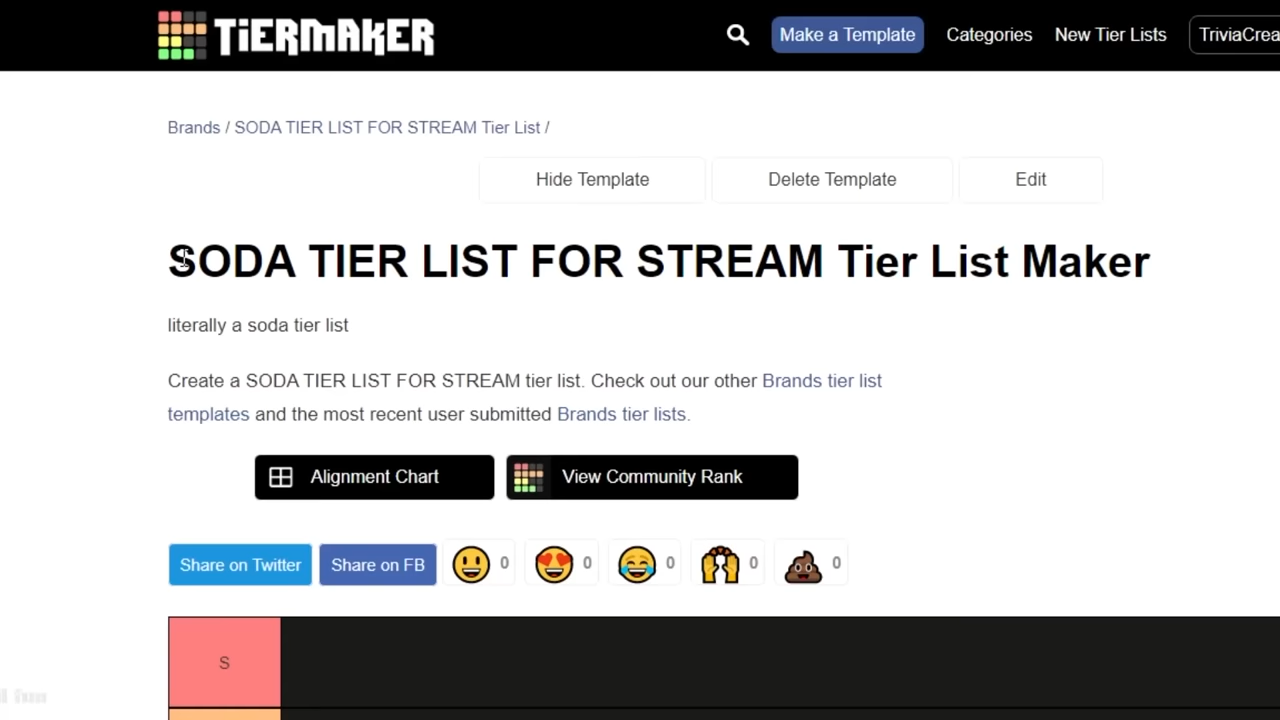 TiERMAKER
Make a Template
Categories
New Tier Lists
TriviaCrea
Brands / SODA TIER LIST FOR STREAM Tier List /
Hide Template
Delete Template
Edit
SODA TIER LIST FOR STREAM Tier List Maker
literally a soda tier list
Create a SODA TIER LIST FOR STREAM tier list. Check out our other Brands tier list
templates and the most recent user submitted Brands tier lists.
Alignment Chart
View Community Rank
Share on Twitter
Share on FB
0
0
0
0
0
S